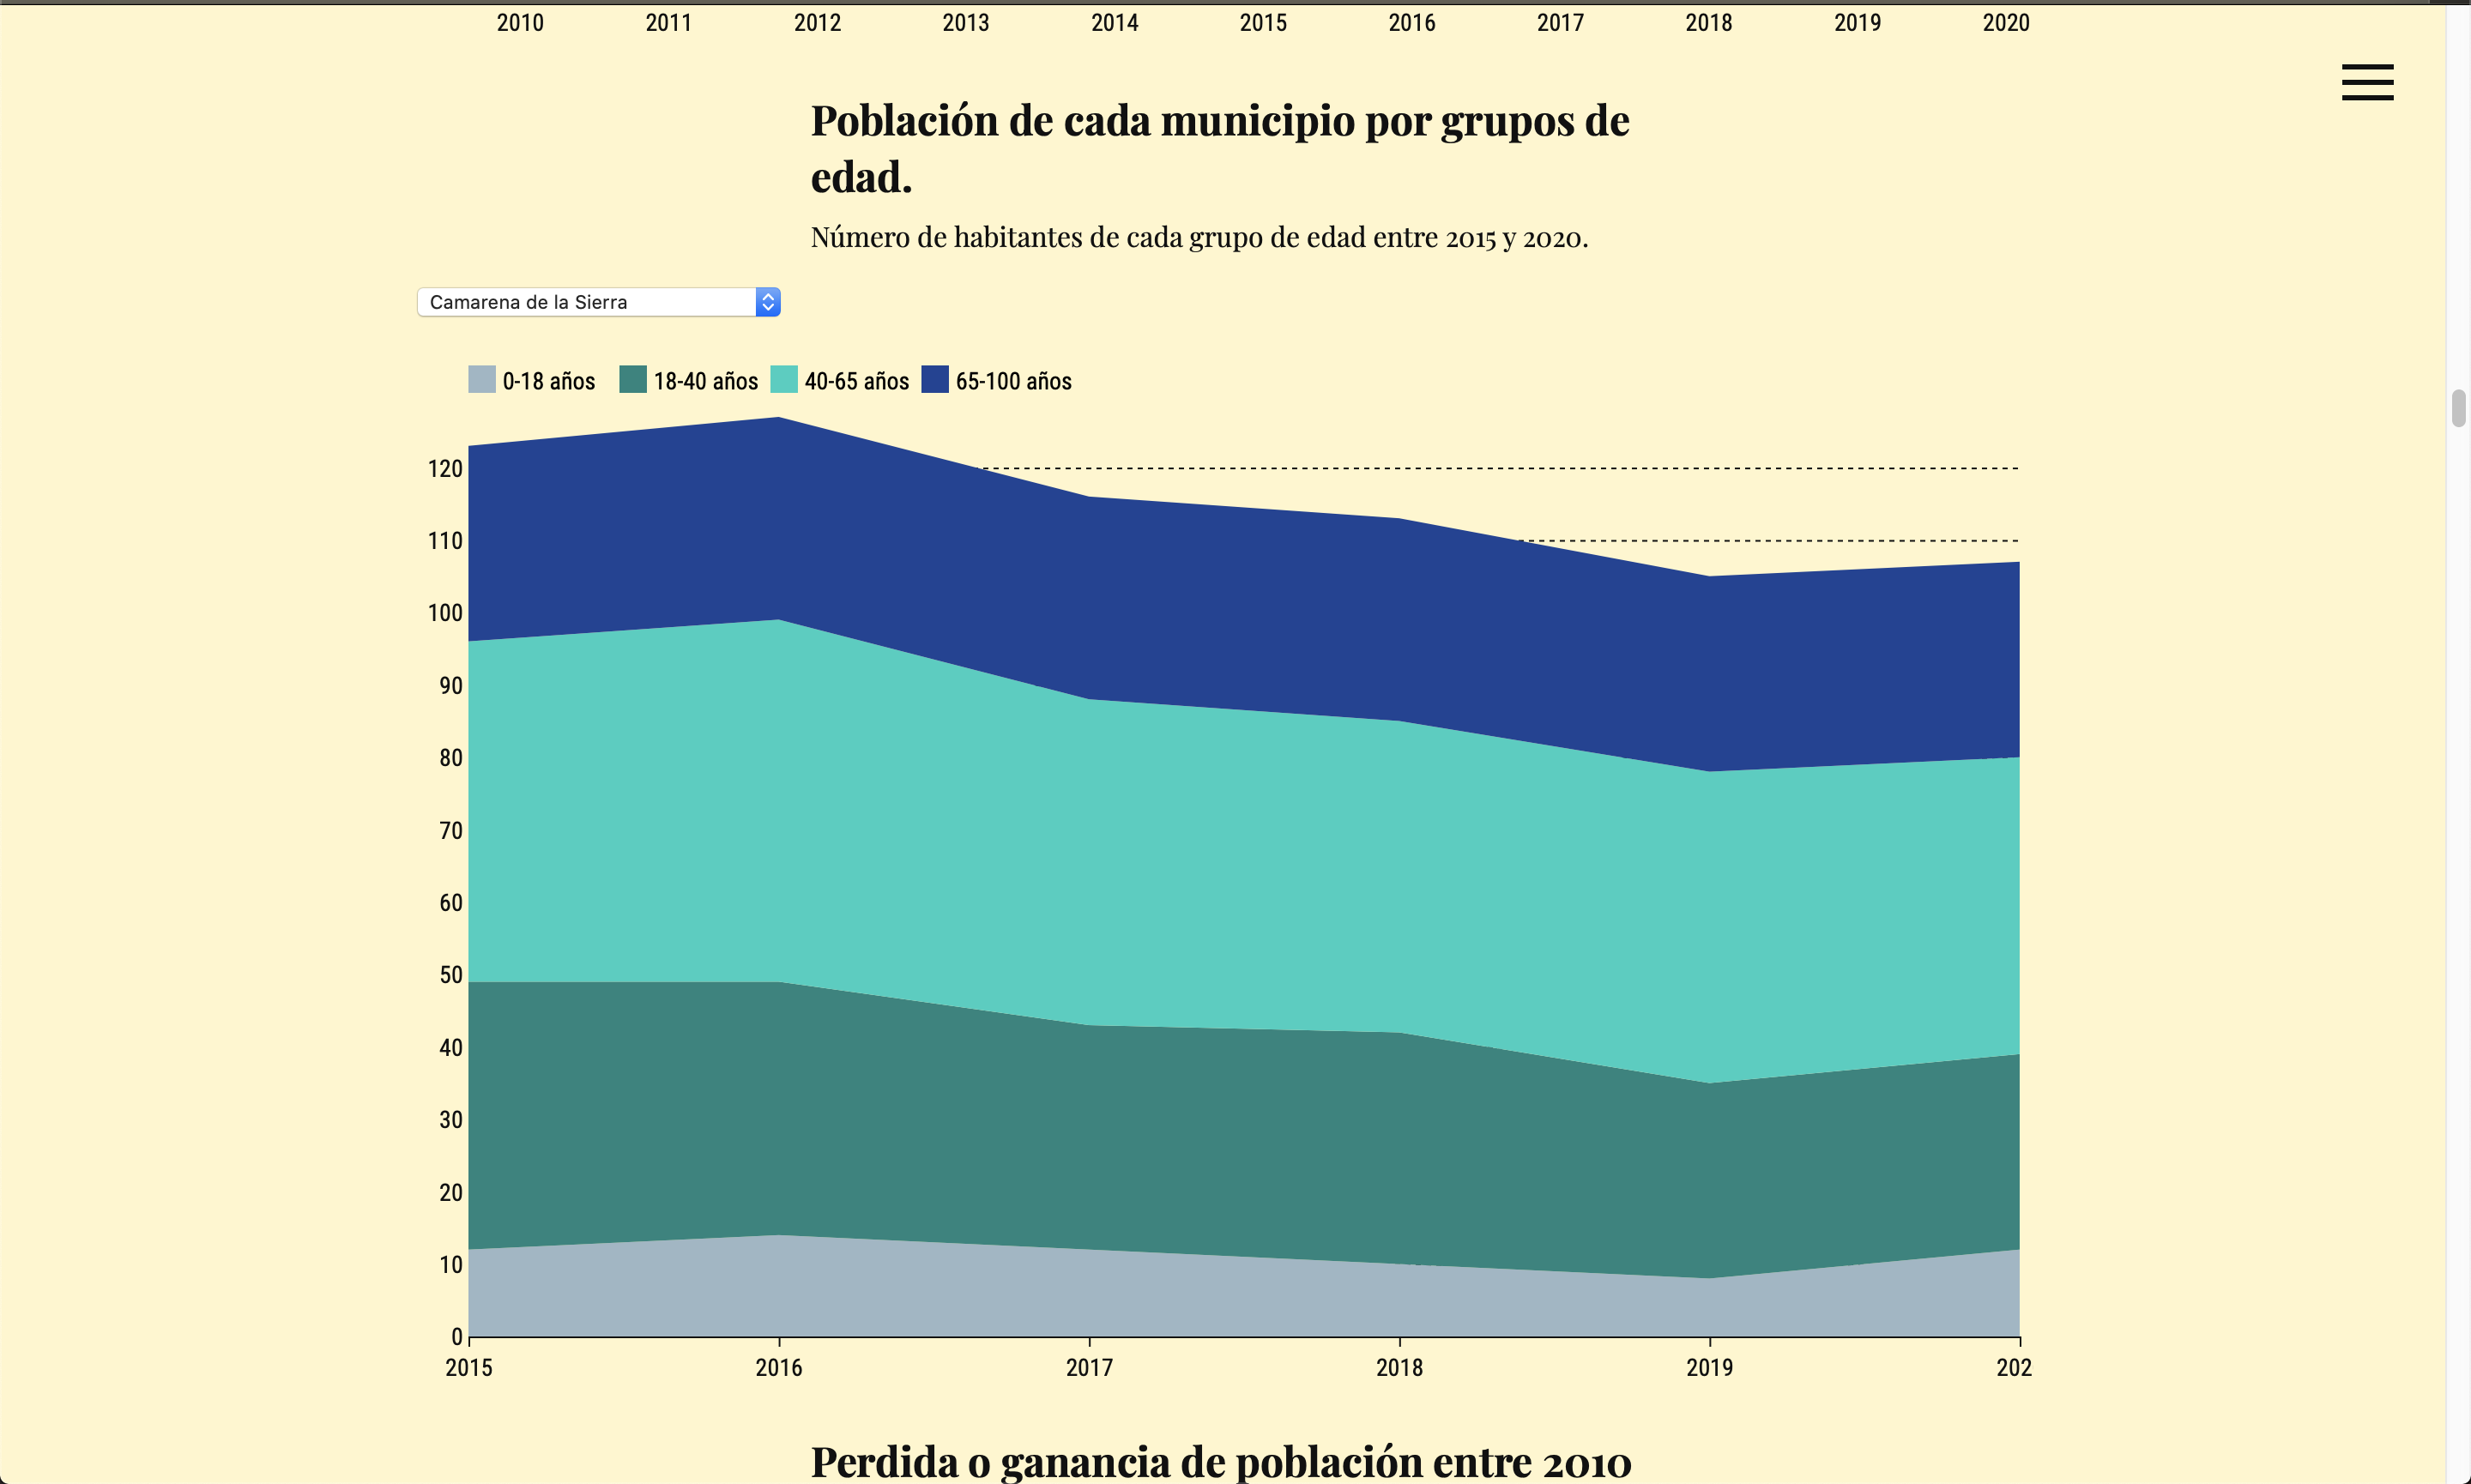 2010 2011 2012 2013 2014 2015 2016 2017 2018 2019 2020
Población de cada municipio por grupos de
edad.
Número de habitantes de cada grupo de edad entre 2015 y 2020.
Camarena de la Sierra
0-18 años 18-40 años 40-65 años 65-100 años
120
110
100
90
80
70
60
50
40
30
20
10
0
2015 2016 2017 2018 2019 202
Perdida o ganancia de población entre 2010